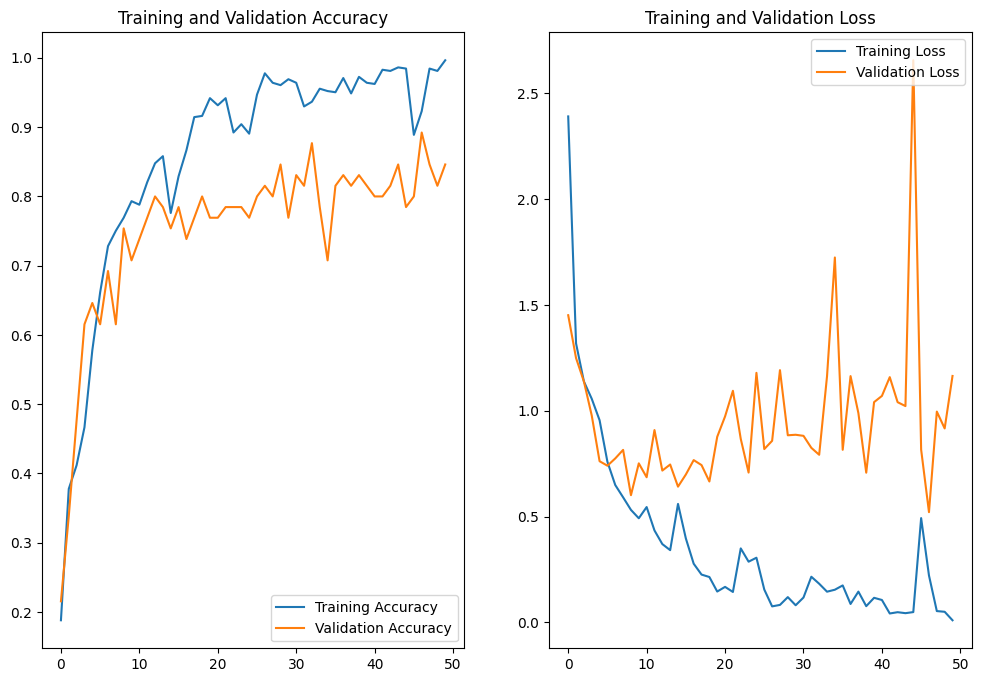 Training and Validation Accuracy
1.0
0.9
0.8
0.7
0.6
0.5
0.4
0.3
0.2
Training Accuracy
Validation Accuracy
0 10 20 30 40 50
Training and Validation Loss
Training Loss
Validation Loss
2.5
2.0
1.5
1.0
0.5
0.0
0 10 20 30 40 50